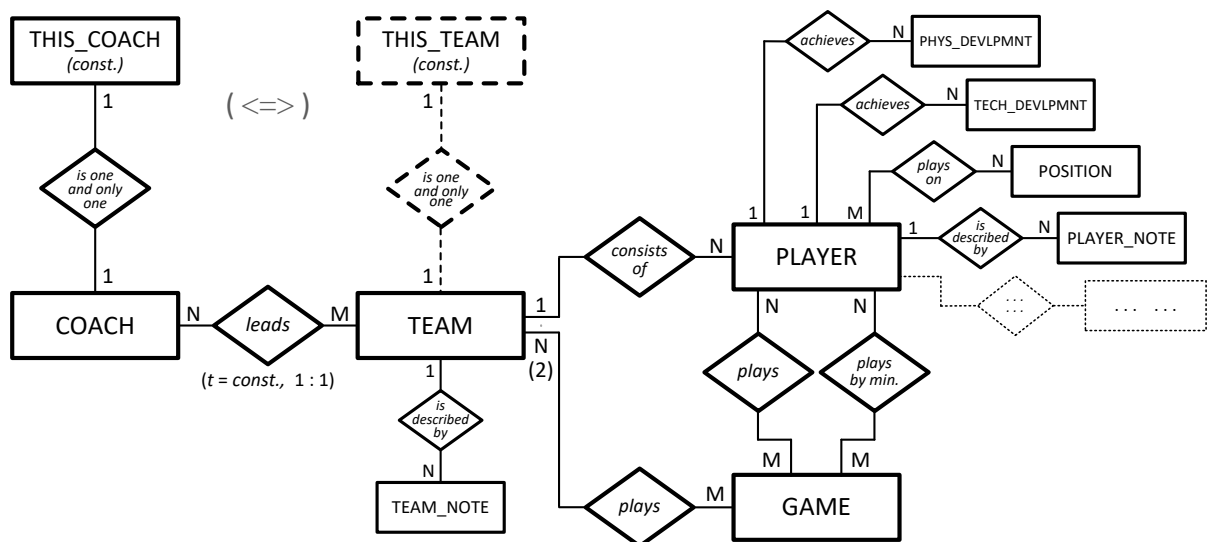 THIS_COACH
(const.)
1
is one
and only
one
1
COACH
( <=> )
THIS_TEAM
(const.)
1
is one
and only
one
1
N
leads
M
(t = const., 1 : 1)
TEAM
1
is
described
by
N
TEAM_NOTE
1
N
(2)
consists
of
N
plays
M
achieves
N
PHYS_DEVLPMNT
achieves
N
TECH_DEVLPMNT
plays
on
N
POSITION
1
1
M
PLAYER
1
is
described
by
N
PLAYER_NOTE
...
...
... ...
N
N
plays
plays
by min.
M
M
GAME